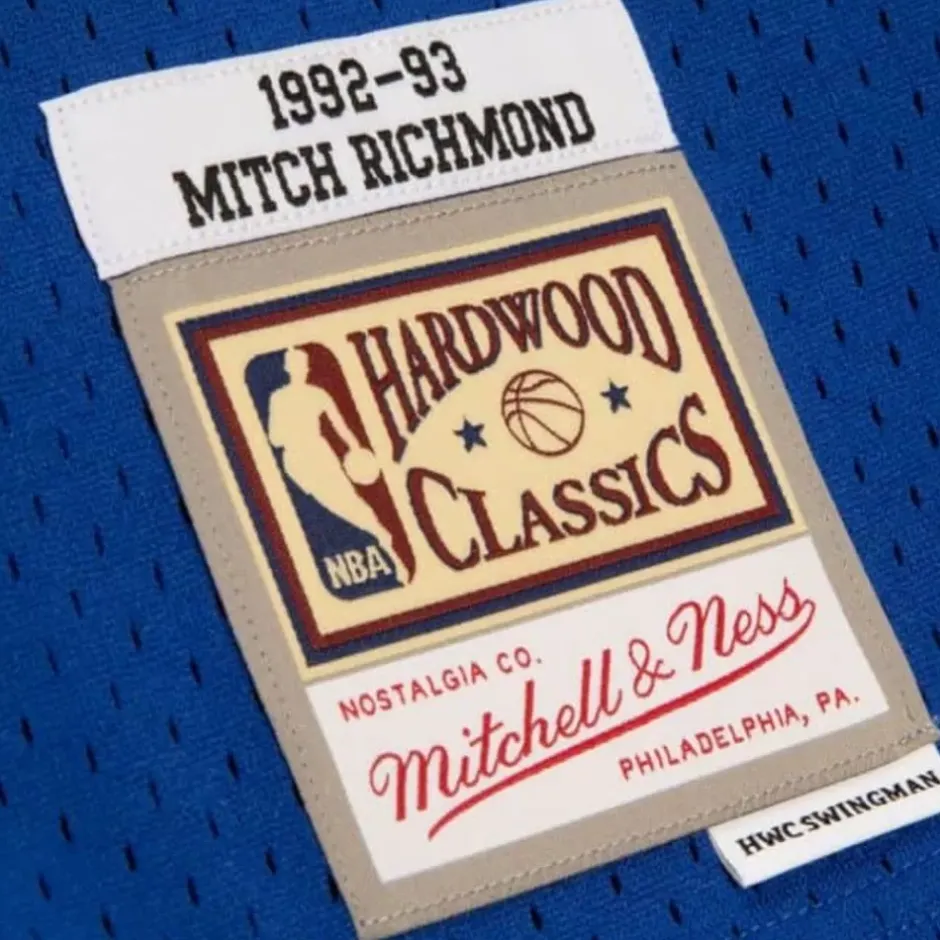 1992-93
MITCH RICHMOND
HARDWOOD
CLASSICS
NBA
NOSTALGIA CO.
Mitchell & Ness
PHILADELPHIA, PA.
HWC SWINGMAN